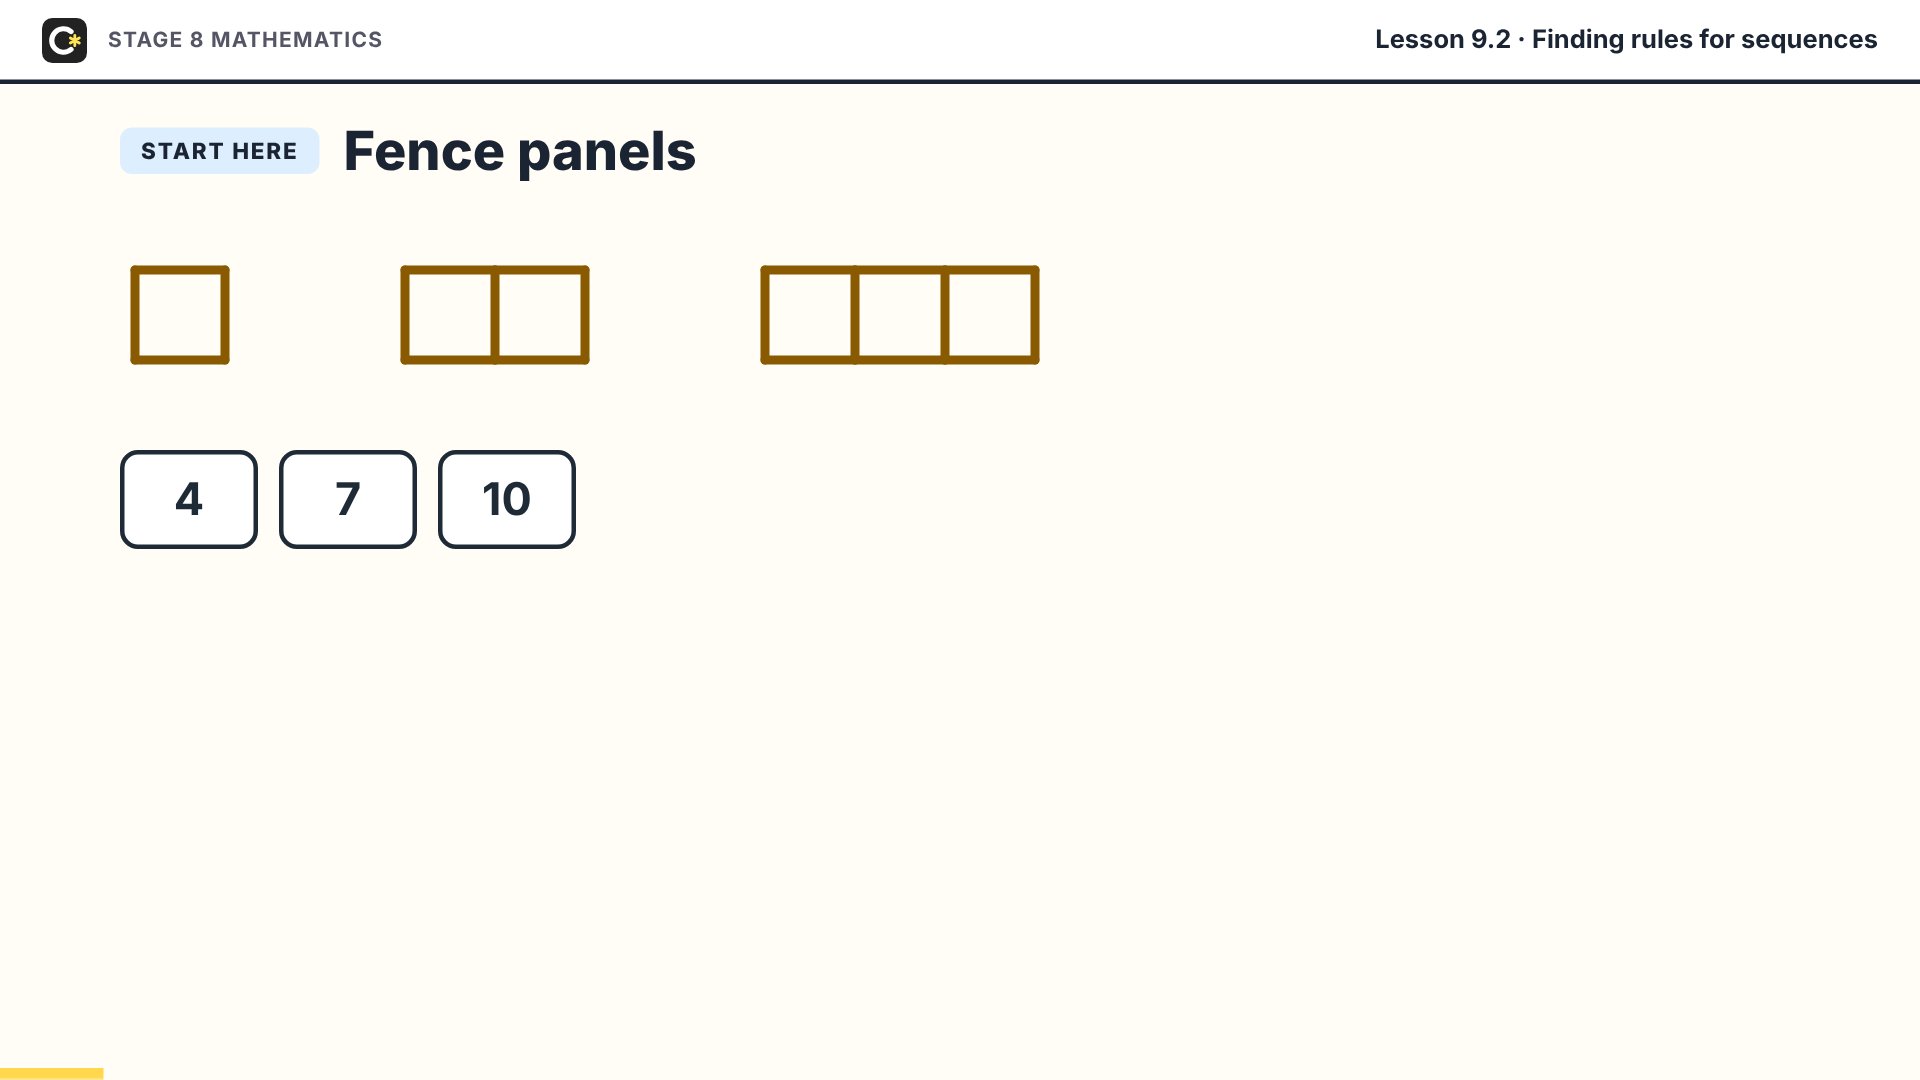 STAGE 8 MATHEMATICS
Lesson 9.2 · Finding rules for sequences
START HERE
Fence panels
4 7 10